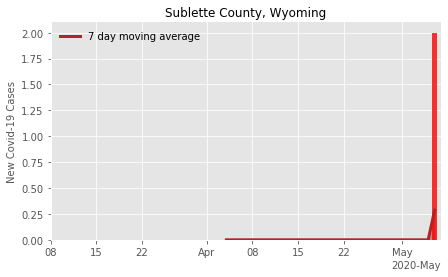 Sublette County, Wyoming
7 day moving average
New Covid-19 Cases
2.00
1.75
1.50
1.25
1.00
0.75
0.50
0.25
0.00
08 15 22 Apr 08 15 22 May
2020-May